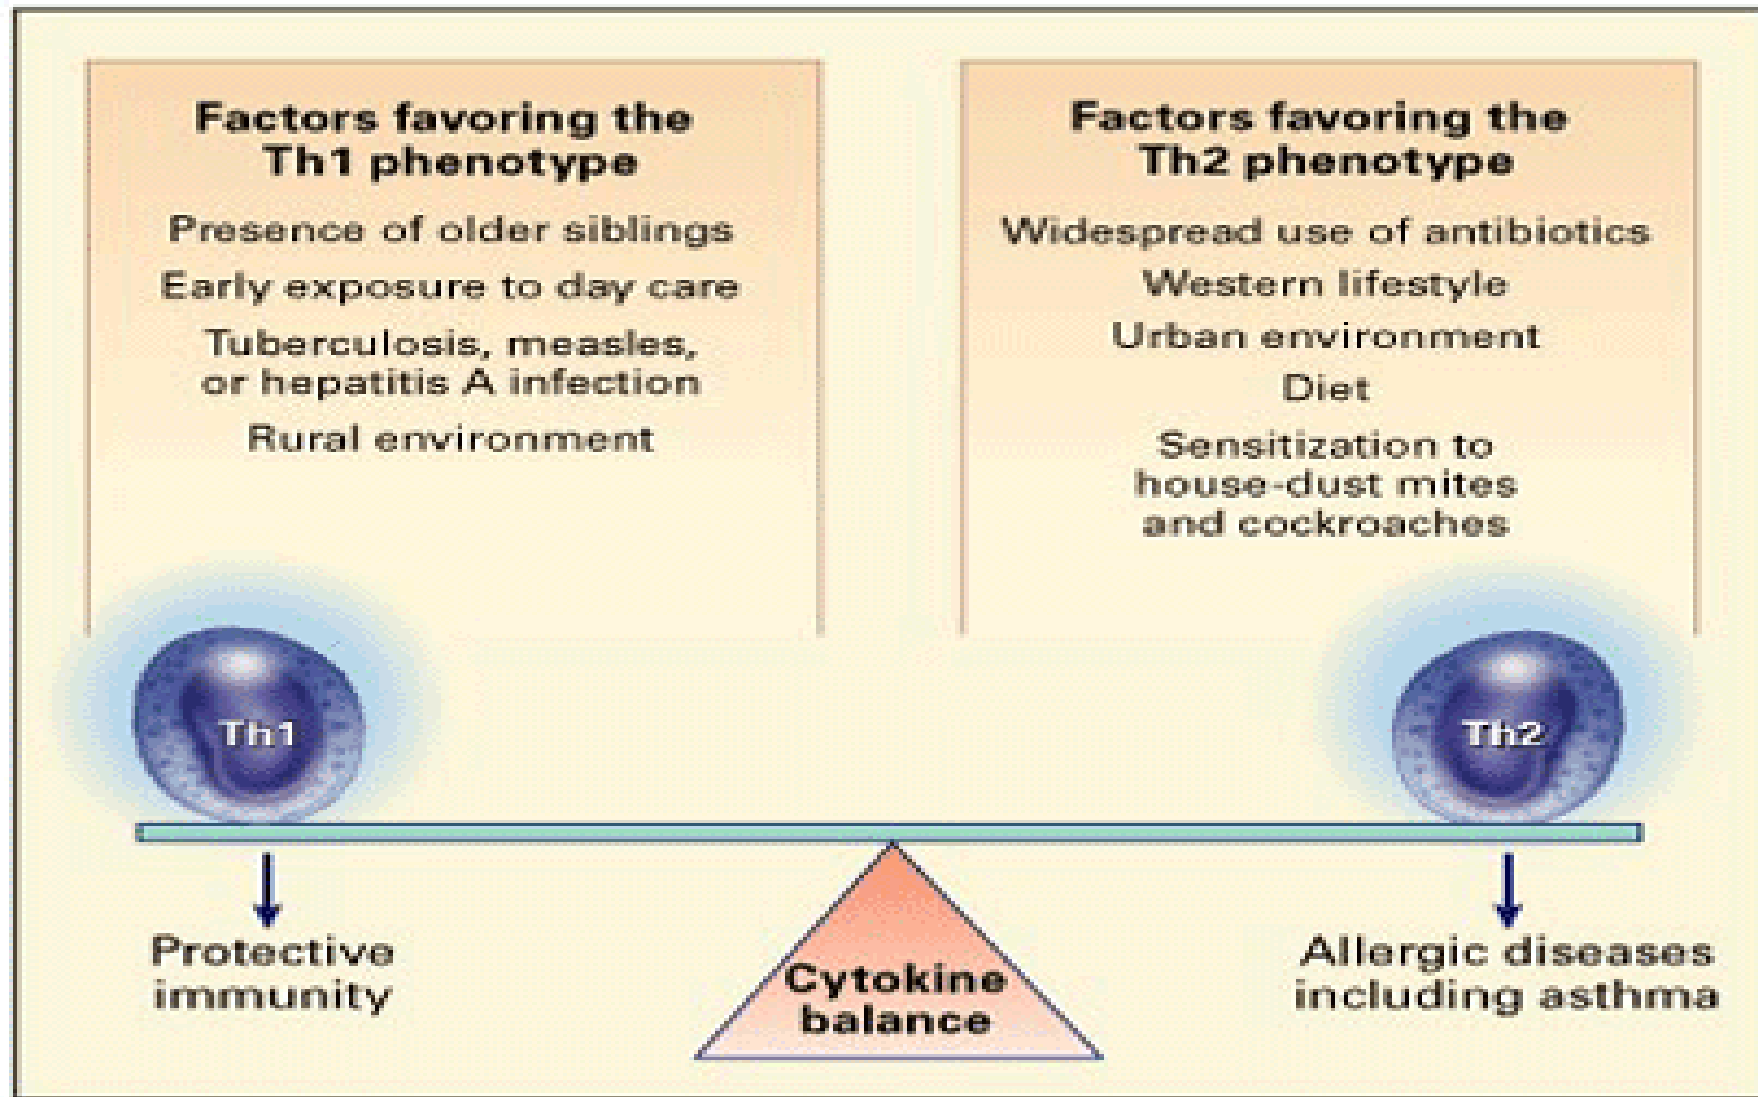 Factors favoring the
Th1 phenotype
Presence of older siblings
Early exposure to day care
Tuberculosis, measles,
or hepatitis A infection
Rural environment
Factors favoring the
Th2 phenotype
Widespread use of antibiotics
Western lifestyle
Urban environment
Diet
Sensitization to
house-dust mites
and cockroaches
Th1
Th2
Protective
immunity
Cytokine
balance
Allergic diseases
including asthma